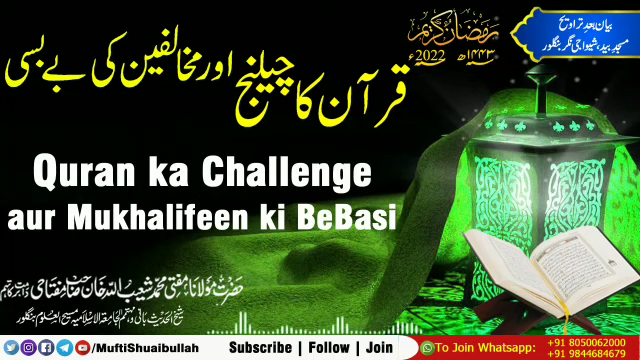 بیان بعد تراویح
مسجد بید، شیواجی نگر بنگلور
رمضان کریم
۱۴۴۳ھ 2022ء
قرآن کا چیلنج اور مخالفین کی بے بسی
Quran ka Challenge
aur Mukhalifeen ki BeBasi
حضرت مولانا مفتی محمد شعیب اللہ خان صاحب مفتاحی دامت برکاتہم
شیخ الحدیث بانی و مہتمم الجامعۃ الاسلامیہ مسیح العلوم بنگلور
/MuftiShuaibullah
Subscribe | Follow | Join
To Join Whatsapp:
+91 8050062000
+91 9844687679